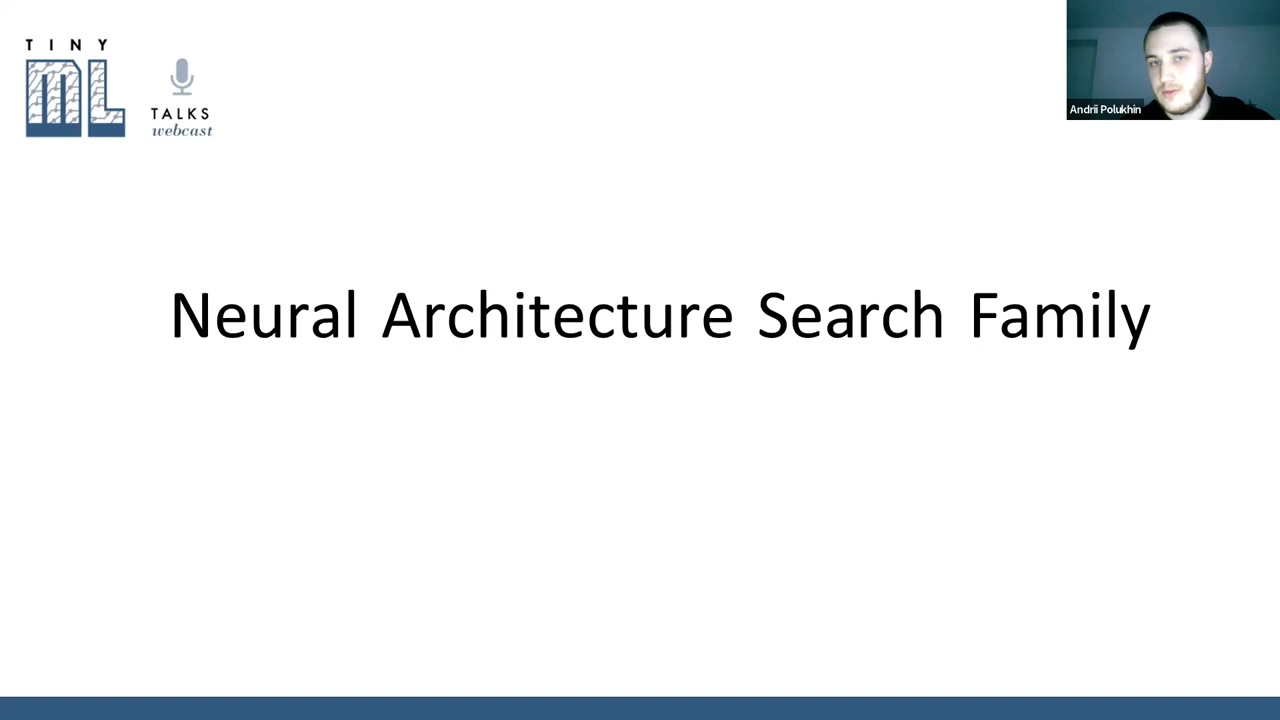 TINY
ML
TALKS
webcast
Andrii Polukhin
Neural Architecture Search Family